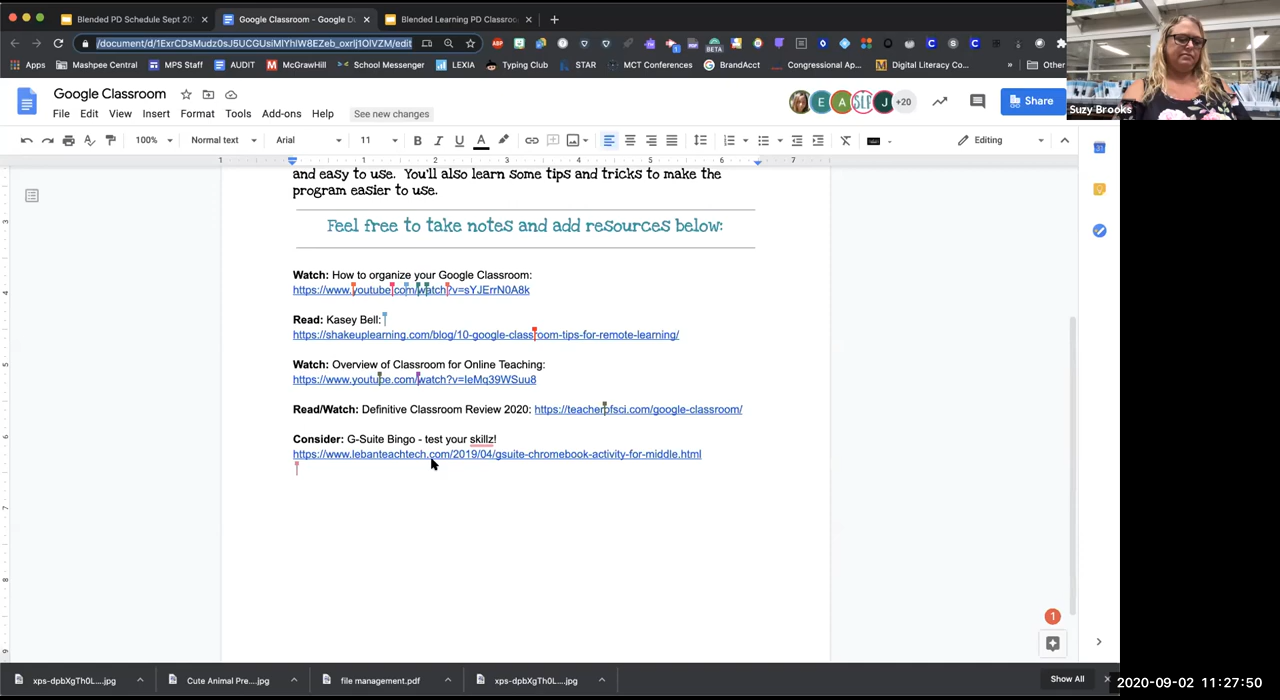 Blended PD Schedule Sept 20
Google Classroom - Google Do
Blended Learning PD Classroom
/document/d/1ExrCDsMudz0sJ5UCGUsiMlYhlW8EZeb_oxrIj1OIVZM/edit
Apps
Mashpee Central
MPS Staff
AUDIT
McGrawHill
School Messenger
LEXIA
Typing Club
STAR
MCT Conferences
BrandAcct
Congressional Ap...
Digital Literacy Co...
Other
Suzy Brooks
Google Classroom
File Edit View Insert Format Tools Add-ons Help See new changes
+20
Share
100% Normal text Arial 11 Editing
and easy to use. You'll also learn some tips and tricks to make the
program easier to use.
Feel free to take notes and add resources below:
Watch: How to organize your Google Classroom:
https://www.youtube.com/watch?v=sYJErrN0A8k
Read: Kasey Bell:
https://shakeuplearning.com/blog/10-google-classroom-tips-for-remote-learning/
Watch: Overview of Classroom for Online Teaching:
https://www.youtube.com/watch?v=IeMq39WSuu8
Read/Watch: Definitive Classroom Review 2020: https://teacherofsci.com/google-classroom/
Consider: G-Suite Bingo - test your skillz!
https://www.lebanteachtech.com/2019/04/gsuite-chromebook-activity-for-middle.html
1
xps-dpbXgTh0L....jpg
Cute Animal Pre....jpg
file management.pdf
xps-dpbXgTh0L....jpg
Show All
2020-09-02 11:27:50